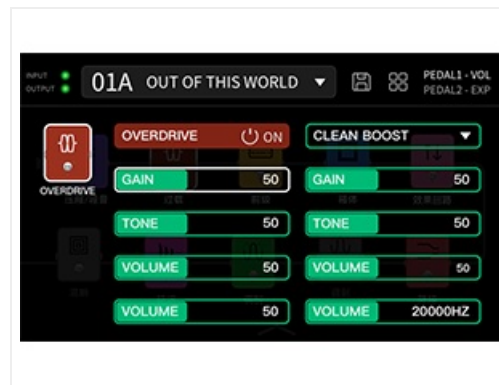 INPUT
OUTPUT
01A OUT OF THIS WORLD
PEDAL1 - VOL
PEDAL2 - EXP
OVERDRIVE
OVERDRIVE ON
CLEAN BOOST
GAIN 50
GAIN 50
TONE 50
TONE 50
VOLUME 50
VOLUME 50
VOLUME 50
VOLUME 20000HZ